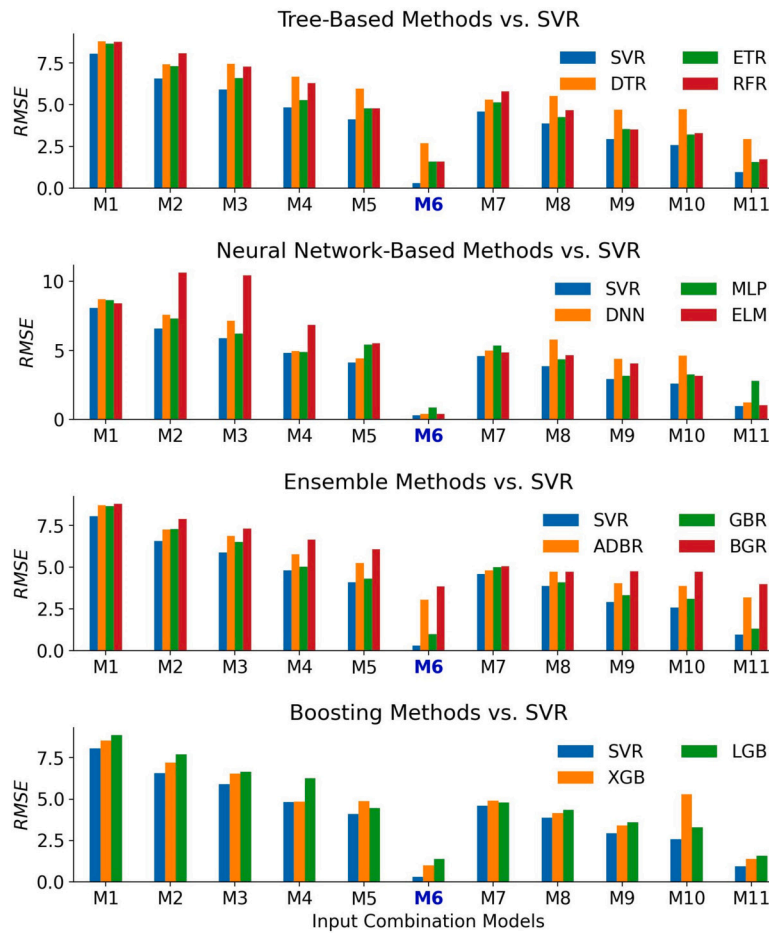 Tree-Based Methods vs. SVR
SVR ETR
DTR RFR
RMSE
7.5
5.0
2.5
0.0
M1 M2 M3 M4 M5 M6 M7 M8 M9 M10 M11
Neural Network-Based Methods vs. SVR
SVR MLP
DNN ELM
RMSE
10
5
0
M1 M2 M3 M4 M5 M6 M7 M8 M9 M10 M11
Ensemble Methods vs. SVR
SVR GBR
ADBR BGR
RMSE
7.5
5.0
2.5
0.0
M1 M2 M3 M4 M5 M6 M7 M8 M9 M10 M11
Boosting Methods vs. SVR
SVR LGB
XGB
RMSE
7.5
5.0
2.5
0.0
M1 M2 M3 M4 M5 M6 M7 M8 M9 M10 M11
Input Combination Models